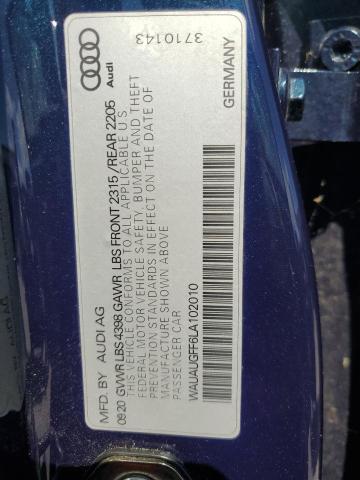 MFD. BY AUDI AG
09 20 GVWR LBS 4398 GAWR LBS FRONT 2315 / REAR 2205
THIS VEHICLE CONFORMS TO ALL APPLICABLE U S
FEDERAL MOTOR VEHICLE SAFETY, BUMPER AND THEFT
PREVENTION STANDARDS IN EFFECT ON THE DATE OF
MANUFACTURE SHOWN ABOVE
PASSENGER CAR
WAUAUGFF6LA102010
GERMANY
Audi
3710143